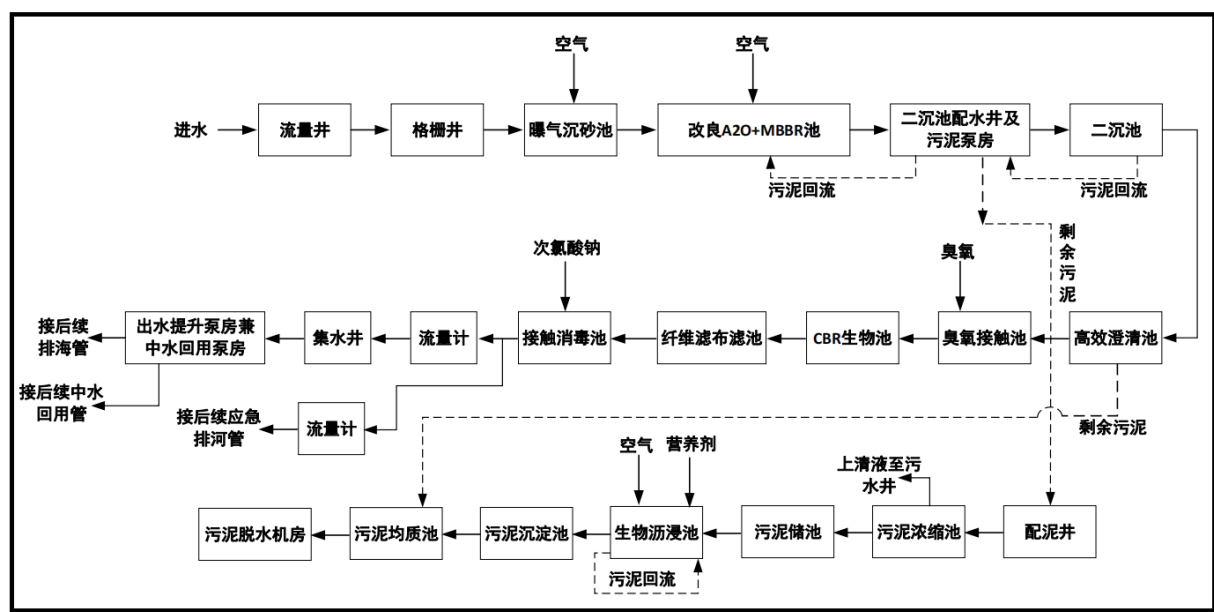 空气
空气
进水
流量井
格栅井
曝气沉砂池
改良A2O+MBBR池
二沉池配水井及
污泥泵房
二沉池
污泥回流
污泥回流
剩
余
污
泥
次氯酸钠
臭氧
接后续
排海管
出水提升泵房兼
中水回用泵房
集水井
流量计
接触消毒池
纤维滤布滤池
CBR生物池
臭氧接触池
高效澄清池
接后续中水
回用管
接后续应急
排河管
流量计
剩余污泥
空气
营养剂
上清液至污
水井
污泥脱水机房
污泥均质池
污泥沉淀池
生物沥浸池
污泥储池
污泥浓缩池
配泥井
污泥回流